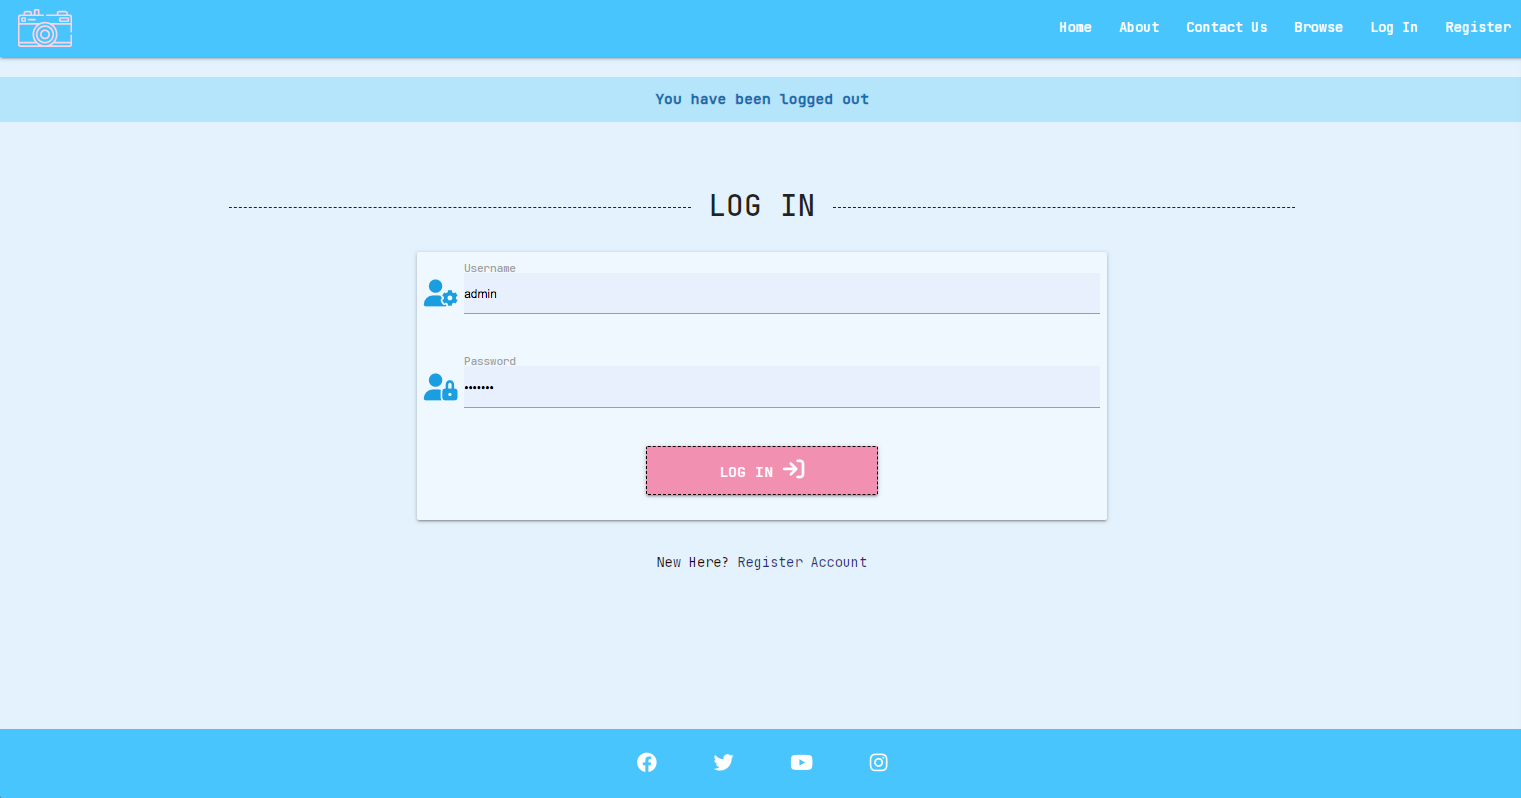 Home About Contact Us Browse Log In Register
You have been logged out
LOG IN
Username
admin
Password
•••••••
LOG IN
New Here? Register Account